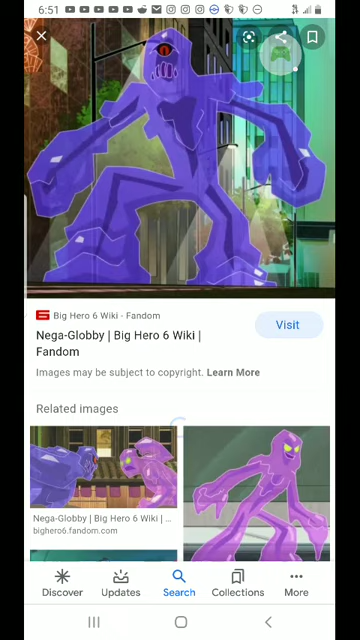 6:51
Big Hero 6 Wiki - Fandom
Nega-Globby | Big Hero 6 Wiki |
Fandom
Visit
Images may be subject to copyright. Learn More
Related images
Nega-Globby | Big Hero 6 Wiki | ...
bighero6.fandom.com
Discover
Updates
Search
Collections
More